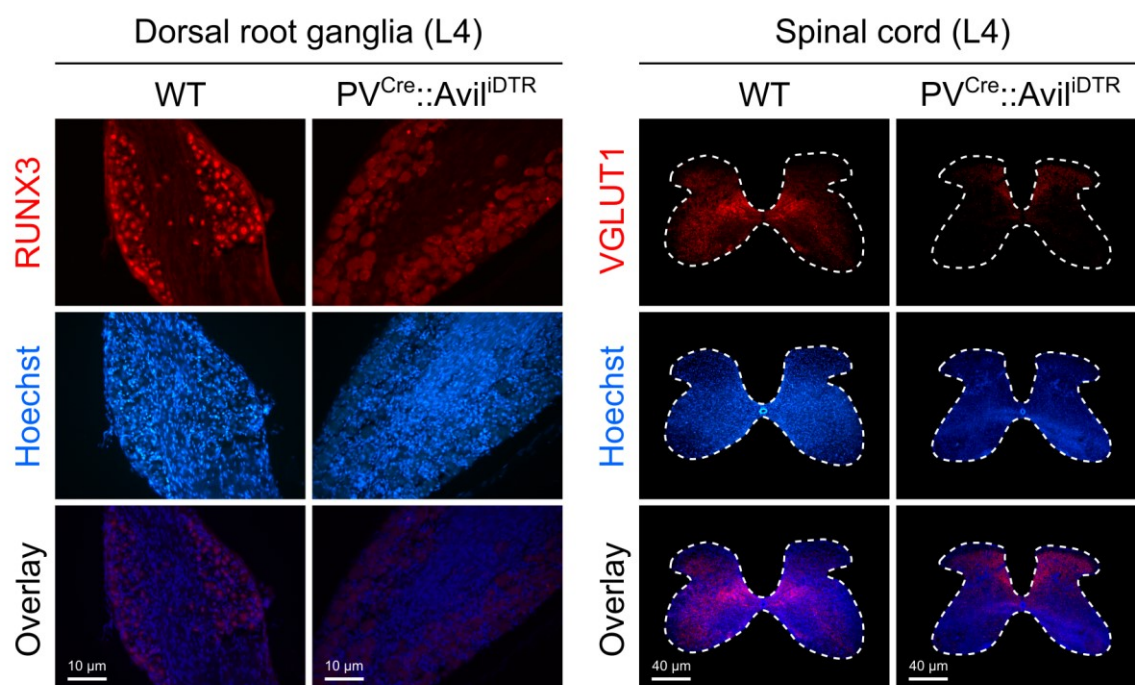 Dorsal root ganglia (L4)
Spinal cord (L4)
WT
PV^Cre::Avil^iDTR
WT
PV^Cre::Avil^iDTR
RUNX3
VGLUT1
Hoechst
Hoechst
Overlay
Overlay
10 µm
10 µm
40 µm
40 µm